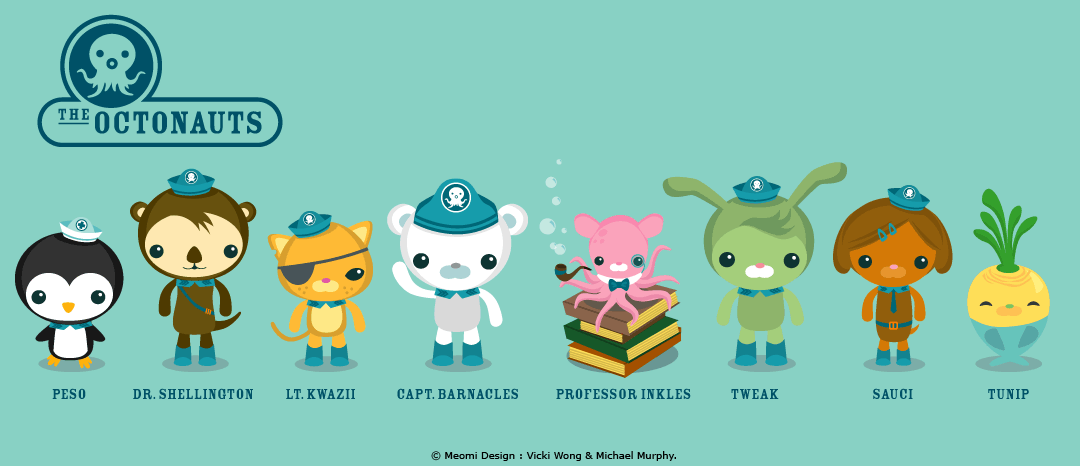 THE OCTONAUTS
PESO
DR. SHELLINGTON
LT. KWAZII
CAPT. BARNACLES
PROFESSOR INKLES
TWEAK
SAUCI
TUNIP
© Meomi Design : Vicki Wong & Michael Murphy.